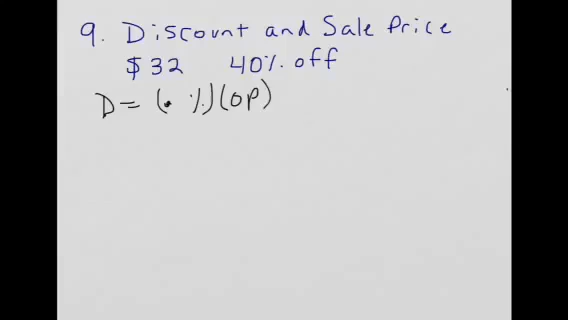 9. Discount and Sale Price
$32 40% off
D = (. %)(op)